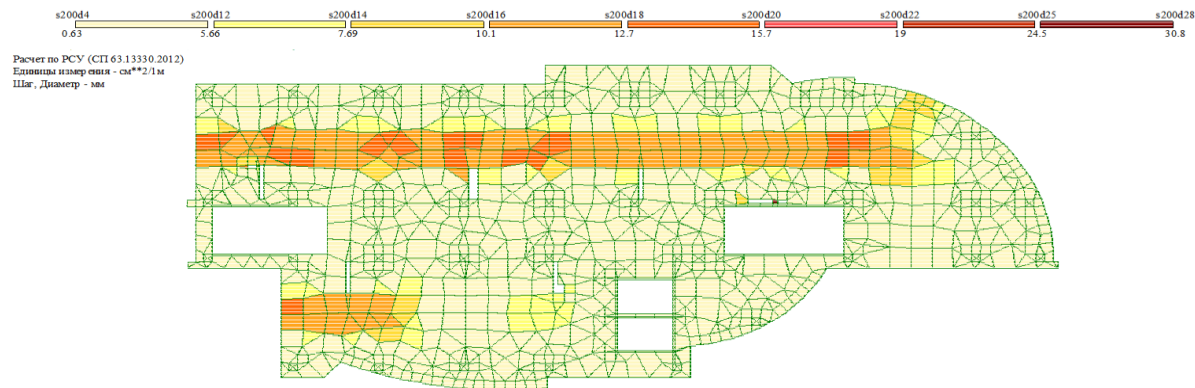 s200d4 s200d12 s200d14 s200d16 s200d18 s200d20 s200d22 s200d25 s200d28
0.63 5.66 7.69 10.1 12.7 15.7 19 24.5 30.8
Расчет по РСУ (СП 63.13330.2012)
Единицы измерения - см**2/1м
Шаг, Диаметр - мм